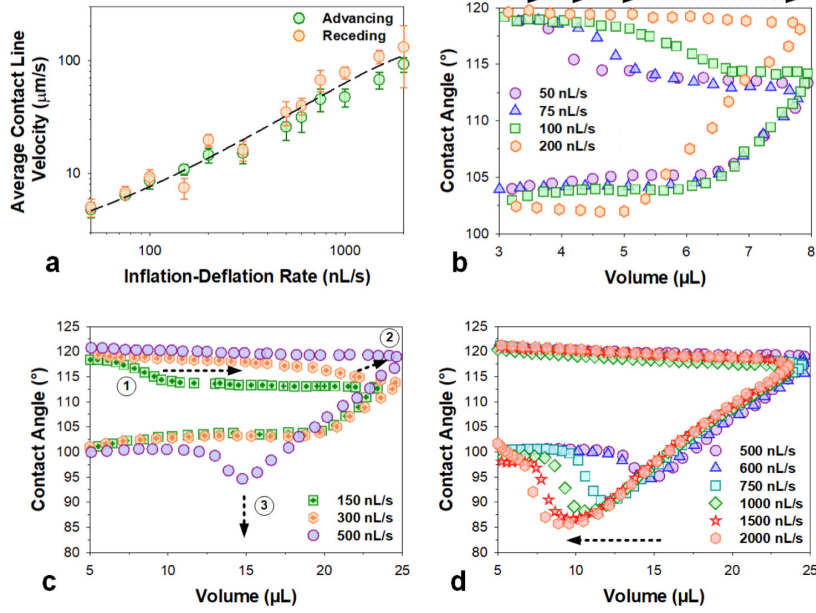 Advancing
Receding
100
10
Average Contact Line
Velocity (μm/s)
100
1000
Inflation-Deflation Rate (nL/s)
a
120
115
110
105
100
Contact Angle (°)
50 nL/s
75 nL/s
100 nL/s
200 nL/s
3
4
5
6
7
8
Volume (μL)
b
125
120
115
110
105
100
95
90
85
80
Contact Angle (°)
1
2
3
150 nL/s
300 nL/s
500 nL/s
5
10
15
20
25
Volume (μL)
c
125
120
115
110
105
100
95
90
85
80
Contact Angle (°)
500 nL/s
600 nL/s
750 nL/s
1000 nL/s
1500 nL/s
2000 nL/s
5
10
15
20
25
Volume (μL)
d